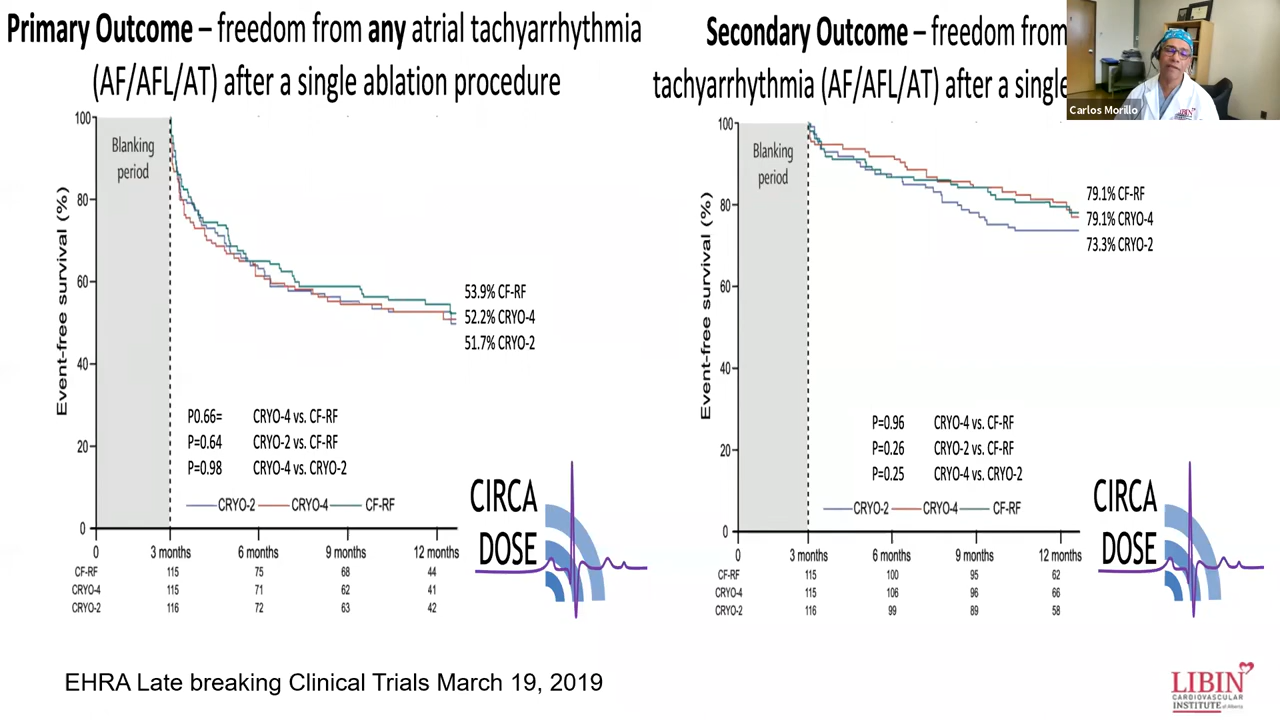 Primary Outcome – freedom from any atrial tachyarrhythmia
(AF/AFL/AT) after a single ablation procedure
100
80
60
40
20
0
Event-free survival (%)
Blanking
period
53.9% CF-RF
52.2% CRYO-4
51.7% CRYO-2
P0.66= CRYO-4 vs. CF-RF
P=0.64 CRYO-2 vs. CF-RF
P=0.98 CRYO-4 vs. CRYO-2
CRYO-2 CRYO-4 CF-RF
0 3 months 6 months 9 months 12 months
CF-RF 115 75 68 44
CRYO-4 115 71 62 41
CRYO-2 116 72 63 42
CIRCA
DOSE
Secondary Outcome – freedom from
tachyarrhythmia (AF/AFL/AT) after a single
100
80
60
40
20
0
Event-free survival (%)
Blanking
period
79.1% CF-RF
79.1% CRYO-4
73.3% CRYO-2
P=0.96 CRYO-4 vs. CF-RF
P=0.26 CRYO-2 vs. CF-RF
P=0.25 CRYO-4 vs. CRYO-2
CRYO-2 CRYO-4 CF-RF
0 3 months 6 months 9 months 12 months
CF-RF 115 100 95 62
CRYO-4 115 106 96 66
CRYO-2 116 99 89 58
CIRCA
DOSE
Carlos Morillo
LIBIN
EHRA Late breaking Clinical Trials March 19, 2019
LIBIN
CARDIOVASCULAR
INSTITUTE of Alberta